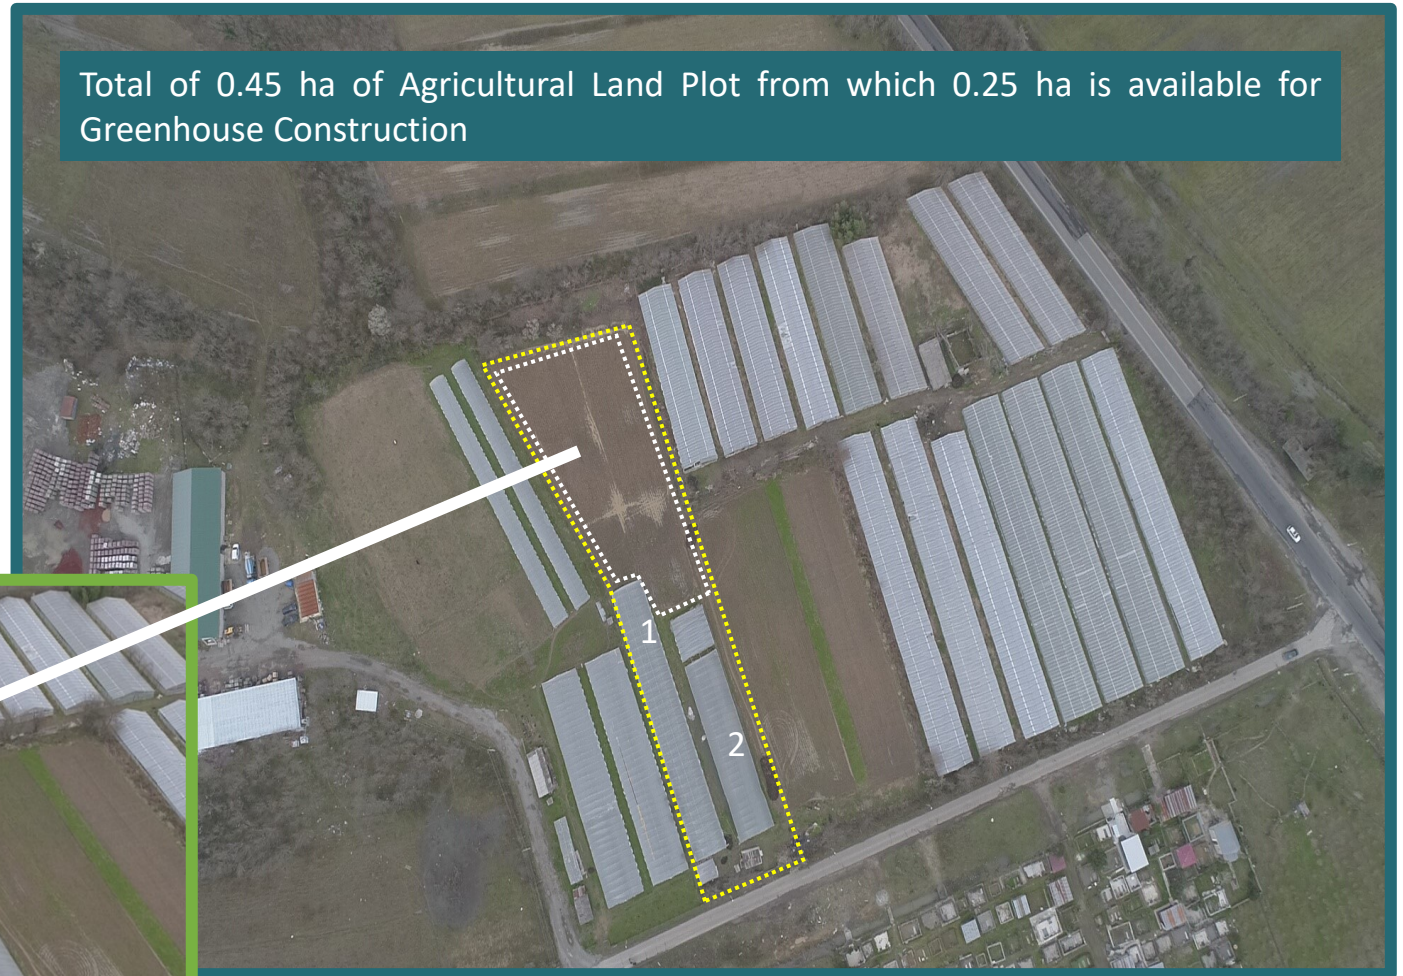 Total of 0.45 ha of Agricultural Land Plot from which 0.25 ha is available for
Greenhouse Construction
1
2